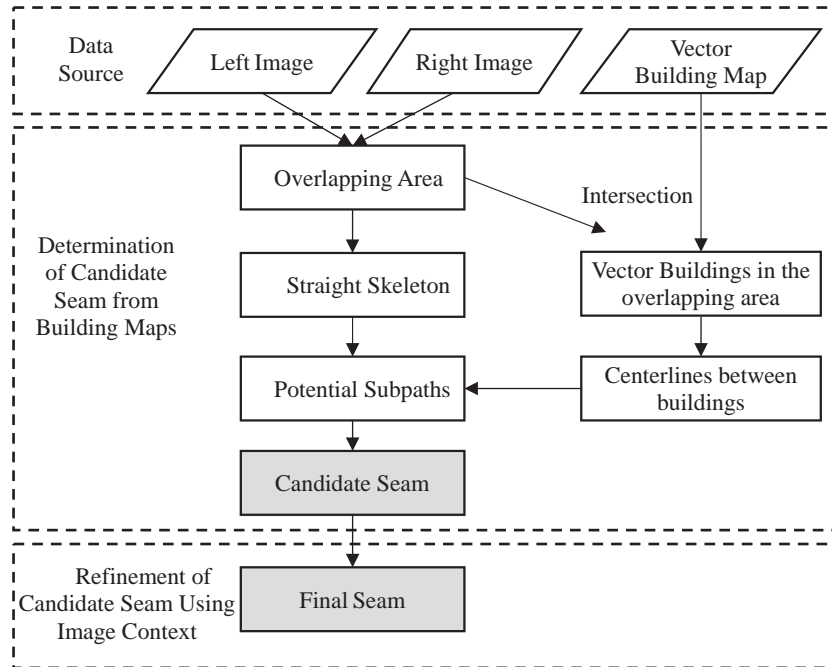 Data
Source
Left Image
Right Image
Vector
Building Map
Overlapping Area
Intersection
Determination
of Candidate
Seam from
Building Maps
Straight Skeleton
Vector Buildings in the
overlapping area
Potential Subpaths
Centerlines between
buildings
Candidate Seam
Refinement of
Candidate Seam Using
Image Context
Final Seam